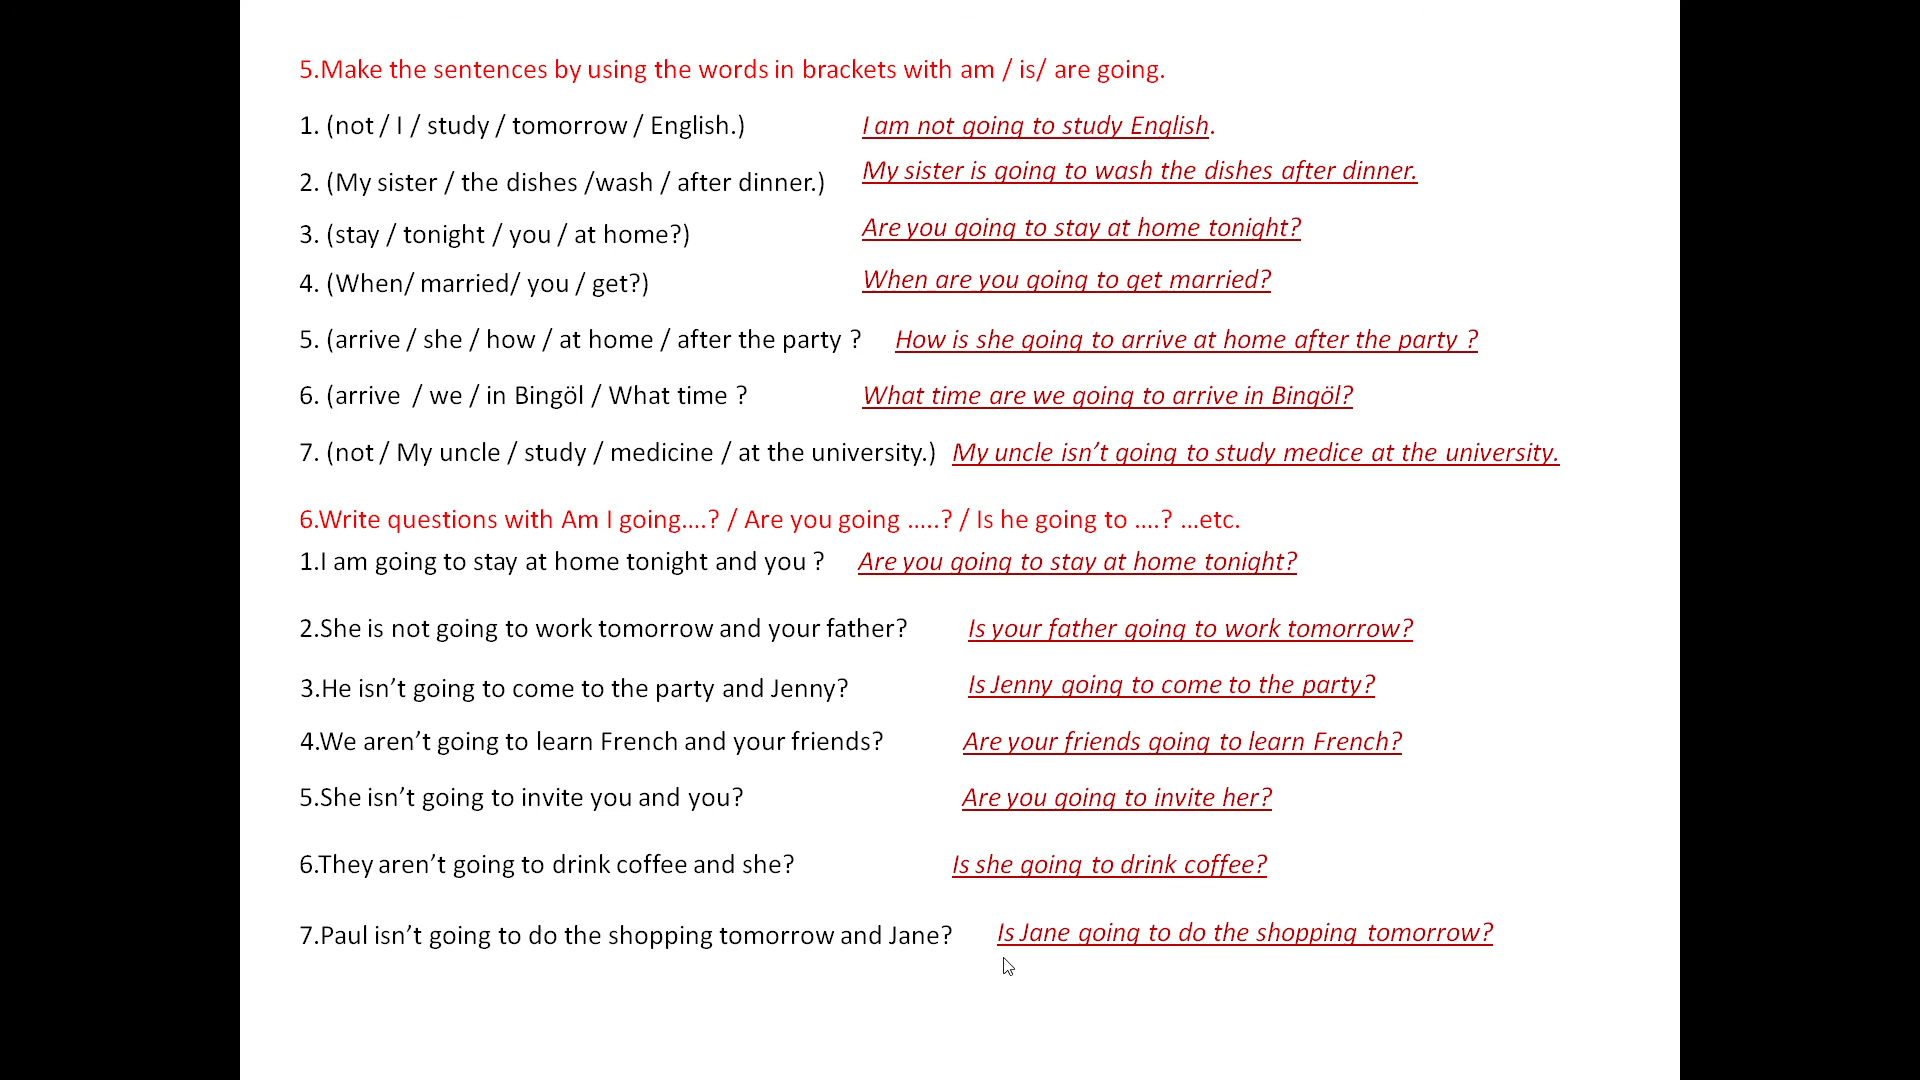 5.Make the sentences by using the words in brackets with am / is/ are going.
1. (not / I / study / tomorrow / English.) I am not going to study English.
2. (My sister / the dishes /wash / after dinner.) My sister is going to wash the dishes after dinner.
3. (stay / tonight / you / at home?) Are you going to stay at home tonight?
4. (When/ married/ you / get?) When are you going to get married?
5. (arrive / she / how / at home / after the party ? How is she going to arrive at home after the party ?
6. (arrive / we / in Bingöl / What time ? What time are we going to arrive in Bingöl?
7. (not / My uncle / study / medicine / at the university.) My uncle isn’t going to study medice at the university.
6.Write questions with Am I going....? / Are you going .....? / Is he going to ....? ...etc.
1.I am going to stay at home tonight and you ? Are you going to stay at home tonight?
2.She is not going to work tomorrow and your father? Is your father going to work tomorrow?
3.He isn’t going to come to the party and Jenny? Is Jenny going to come to the party?
4.We aren’t going to learn French and your friends? Are your friends going to learn French?
5.She isn’t going to invite you and you? Are you going to invite her?
6.They aren’t going to drink coffee and she? Is she going to drink coffee?
7.Paul isn’t going to do the shopping tomorrow and Jane? Is Jane going to do the shopping tomorrow?